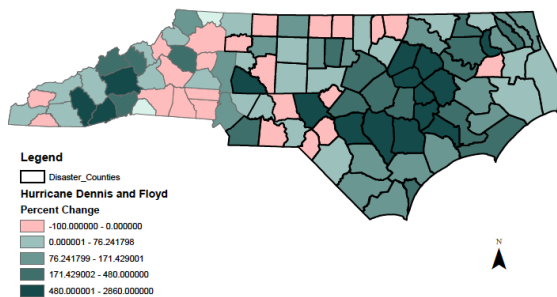 Legend
Disaster_Counties
Hurricane Dennis and Floyd
Percent Change
-100.000000 - 0.000000
0.000001 - 76.241798
76.241799 - 171.429001
171.429002 - 480.000000
480.000001 - 2860.000000
N